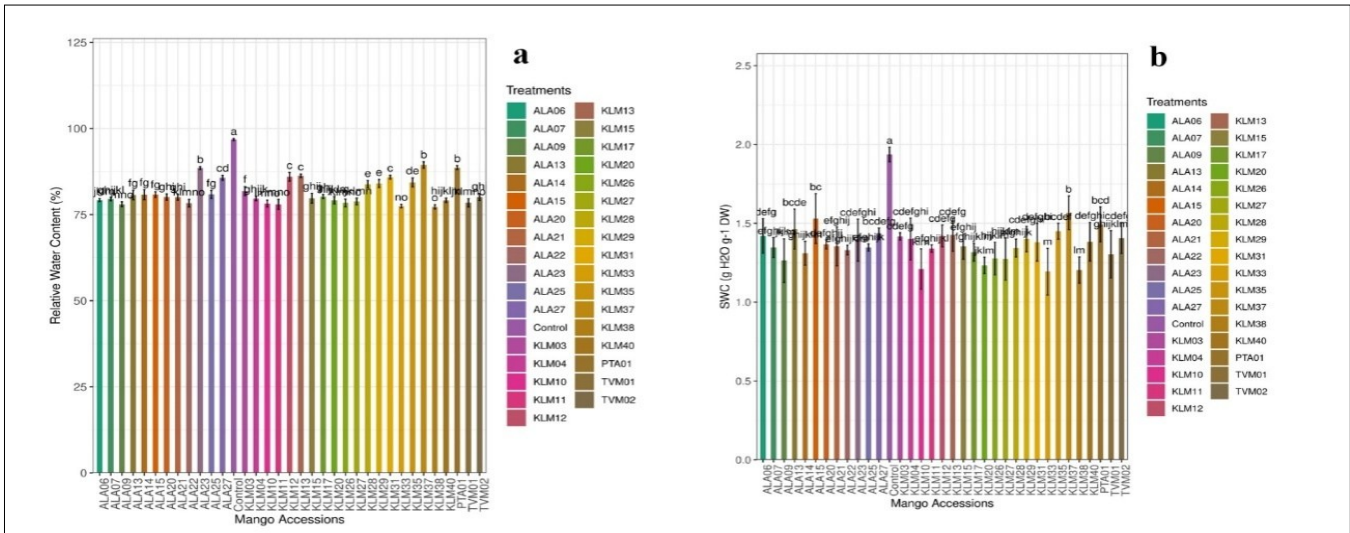 a
125
100
75
50
25
0
Relative Water Content (%)
a
b
cd
f
c
c
e
e
c
no
de
b
o
b
gh
fg
fg
fg
ALA06
ALA07
ALA09
ALA13
ALA14
ALA15
ALA20
ALA21
ALA22
ALA23
ALA25
ALA27
Control
KLM03
KLM04
KLM10
KLM11
KLM12
KLM13
KLM15
KLM17
KLM20
KLM26
KLM27
KLM28
KLM29
KLM31
KLM33
KLM35
KLM37
KLM38
KLM40
PTA01
TVM01
TVM02
Mango Accessions
Treatments
ALA06 KLM13
ALA07 KLM15
ALA09 KLM17
ALA13 KLM20
ALA14 KLM26
ALA15 KLM27
ALA20 KLM28
ALA21 KLM29
ALA22 KLM31
ALA23 KLM33
ALA25 KLM35
ALA27 KLM37
Control KLM38
KLM03 KLM40
KLM04 PTA01
KLM10 TVM01
KLM11 TVM02
KLM12
b
2.5
2.0
1.5
1.0
0.5
0.0
SWC (g H2O g-1 DW)
a
bc
b
bcd
m
lm
bcde
cdefghi
ALA06
ALA07
ALA09
ALA13
ALA14
ALA15
ALA20
ALA21
ALA22
ALA23
ALA25
ALA27
Control
KLM03
KLM04
KLM10
KLM11
KLM12
KLM13
KLM15
KLM17
KLM20
KLM26
KLM27
KLM28
KLM29
KLM31
KLM33
KLM35
KLM37
KLM38
KLM40
PTA01
TVM01
TVM02
Mango Accessions
Treatments
ALA06 KLM13
ALA07 KLM15
ALA09 KLM17
ALA13 KLM20
ALA14 KLM26
ALA15 KLM27
ALA20 KLM28
ALA21 KLM29
ALA22 KLM31
ALA23 KLM33
ALA25 KLM35
ALA27 KLM37
Control KLM38
KLM03 KLM40
KLM04 PTA01
KLM10 TVM01
KLM11 TVM02
KLM12